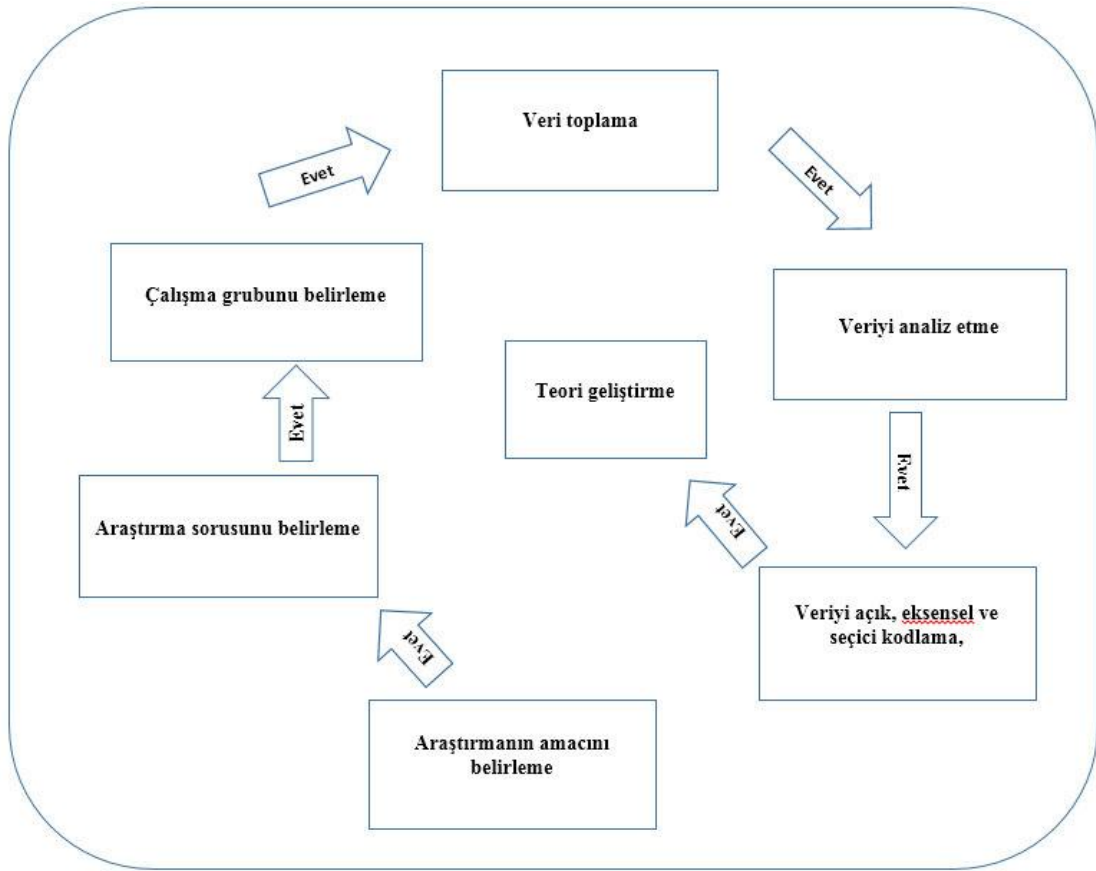 Veri toplama
Evet
Evet
Çalışma grubunu belirleme
Veriyi analiz etme
Teori geliştirme
Evet
Evet
Araştırma sorusunu belirleme
Evet
Veriyi açık, eksensel ve
seçici kodlama,
Evet
Araştırmanın amacını
belirleme